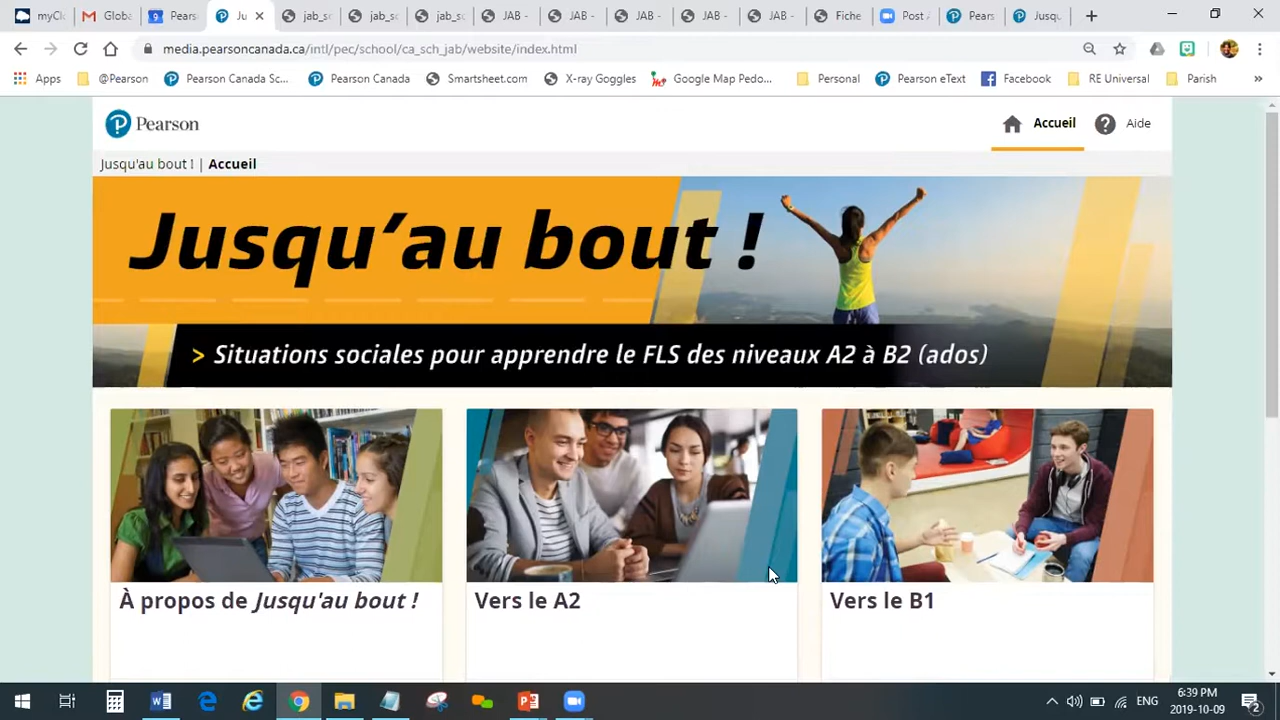 myClo
Globa
Pearso
Ju
jab_sc
jab_sc
jab_sc
JAB -
JAB -
JAB -
JAB -
JAB -
Fiche
Post A
Pears
Jusqu
media.pearsoncanada.ca/intl/pec/school/ca_sch_jab/website/index.html
Apps @Pearson Pearson Canada Sc... Pearson Canada Smartsheet.com X-ray Goggles Google Map Pedo... Personal Pearson eText Facebook RE Universal Parish »
Pearson
Accueil
Aide
Jusqu'au bout ! | Accueil
Jusqu'au bout !
> Situations sociales pour apprendre le FLS des niveaux A2 à B2 (ados)
À propos de Jusqu'au bout !
Vers le A2
Vers le B1
ENG
6:39 PM
2019-10-09
2